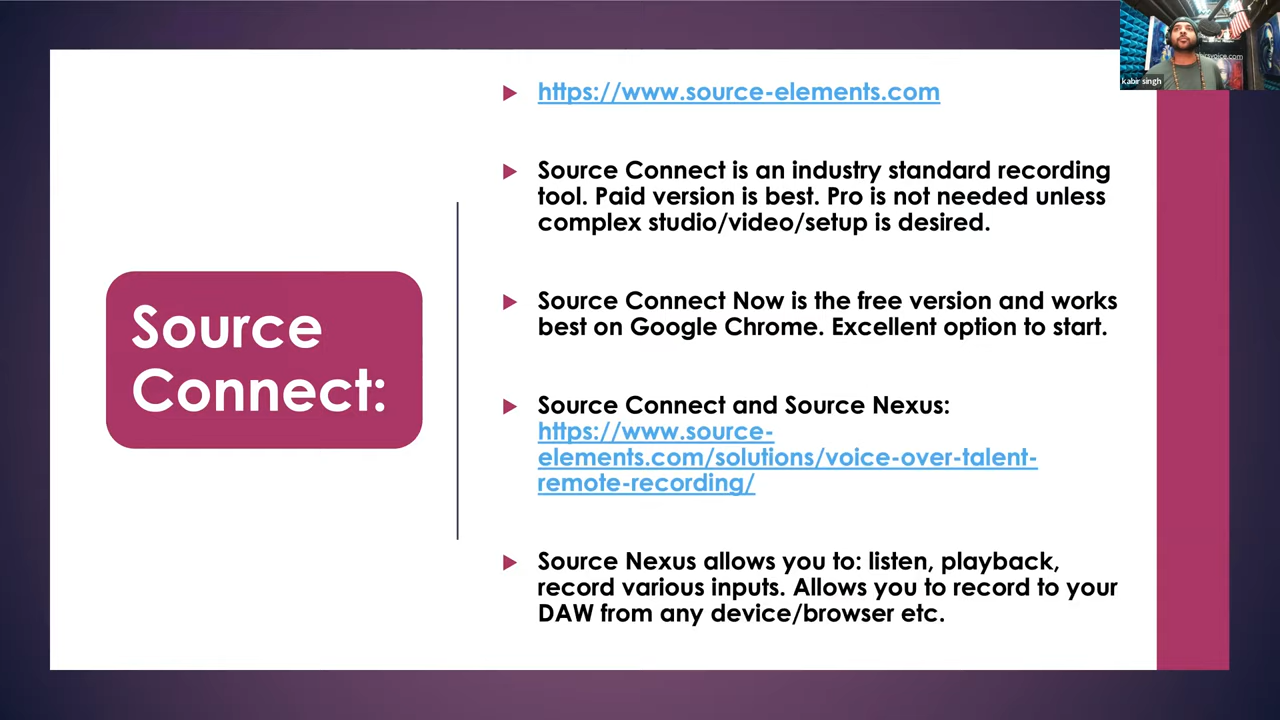 https://www.source-elements.com
Source Connect is an industry standard recording
tool. Paid version is best. Pro is not needed unless
complex studio/video/setup is desired.
Source Connect Now is the free version and works
best on Google Chrome. Excellent option to start.
Source
Connect:
Source Connect and Source Nexus:
https://www.source-
elements.com/solutions/voice-over-talent-
remote-recording/
Source Nexus allows you to: listen, playback,
record various inputs. Allows you to record to your
DAW from any device/browser etc.
kabir singh